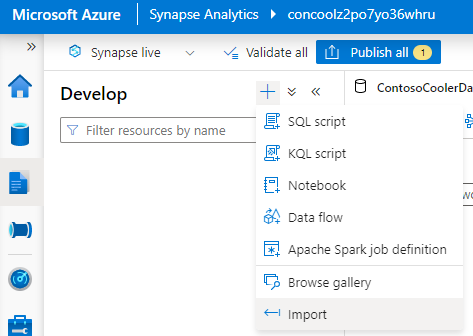 Microsoft Azure Synapse Analytics concoolz2po7yo36whru
Synapse live Validate all Publish all 1
Develop
ContosoCoolerDa
Filter resources by name
SQL script
KQL script
Notebook
Data flow
Apache Spark job definition
Browse gallery
Import